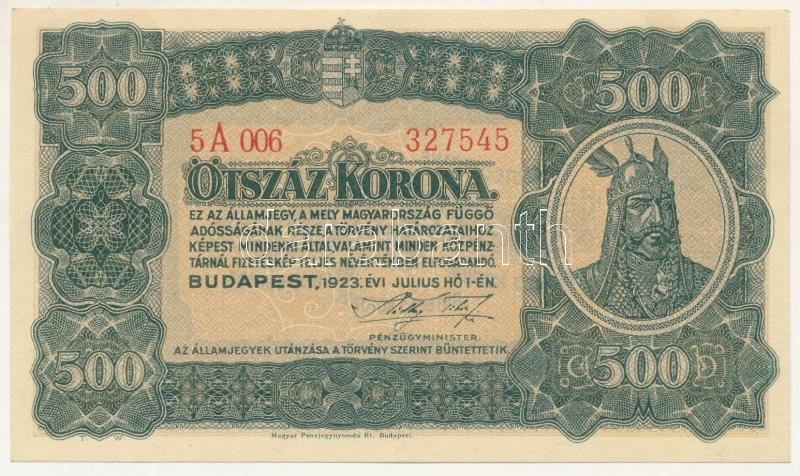 500
500
5 A 006 327545
ÖTSZÁZ KORONA.
EZ AZ ÁLLAMJEGY, A MELY MAGYARORSZÁG FÜGGŐ
ADÓSSÁGÁNAK RÉSZE, A TÖRVÉNY HATÁROZATAIHOZ
KÉPEST MINDENKI ÁLTAL, VALAMINT MINDEN KÖZPÉNZ-
TÁRNÁL FIZETÉSKÉP TELJES NÉVÉRTÉKBEN ELFOGADANDÓ.
BUDAPEST, 1923. ÉVI JULIUS HÓ 1-ÉN.
PÉNZÜGYMINISTER.
AZ ÁLLAMJEGYEK UTÁNZÁSA A TÖRVÉNY SZERINT BÜNTETTETIK.
500
500
T. W.
Magyar Pénzjegynyomda Rt. Budapest.